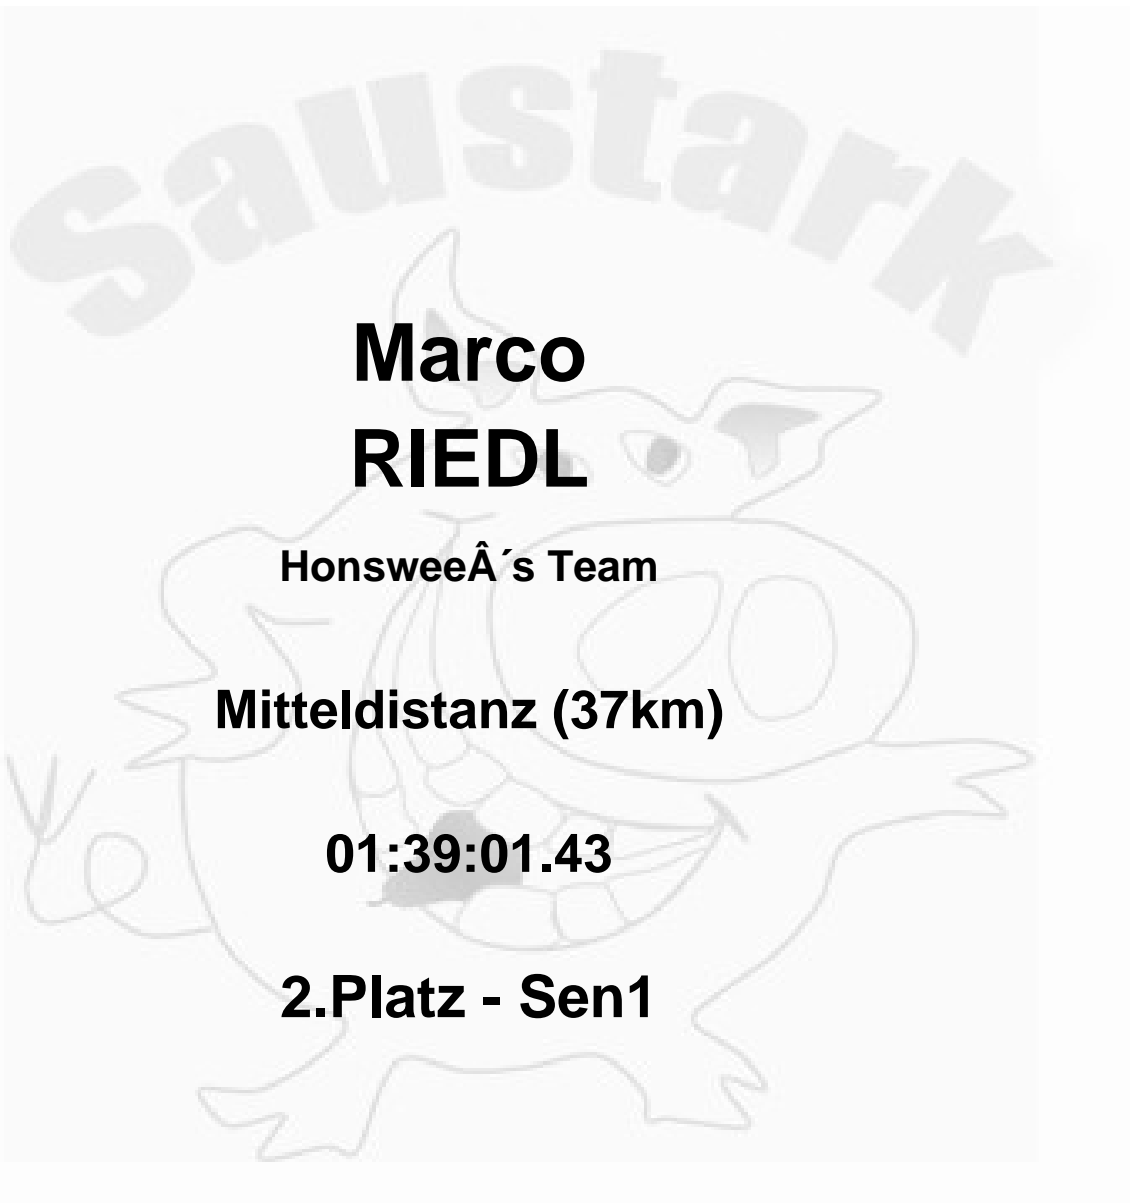 Saustark
Marco
RIEDL
HonsweeÂ´s Team
Mitteldistanz (37km)
01:39:01.43
2.Platz - Sen1